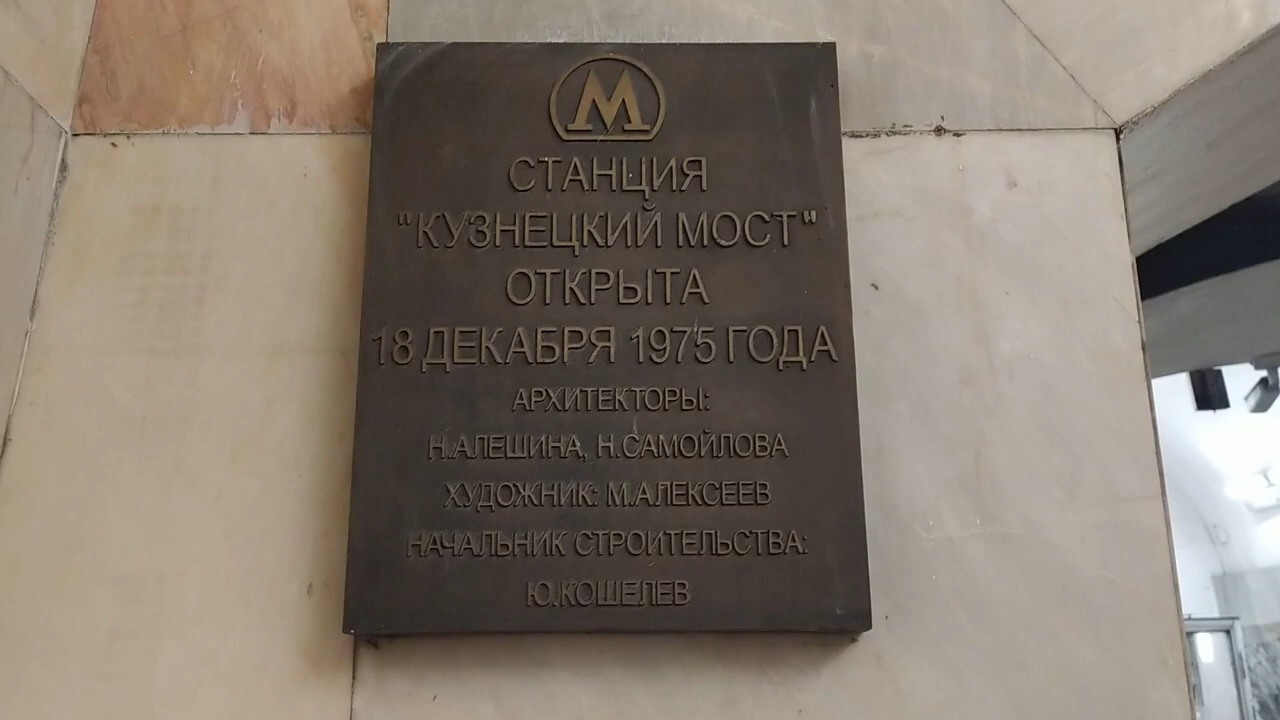 М
СТАНЦИЯ
"КУЗНЕЦКИЙ МОСТ"
ОТКРЫТА
18 ДЕКАБРЯ 1975 ГОДА
АРХИТЕКТОРЫ:
Н.АЛЕШИНА, Н.САМОЙЛОВА
ХУДОЖНИК: М.АЛЕКСЕЕВ
НАЧАЛЬНИК СТРОИТЕЛЬСТВА:
Ю.КОШЕЛЕВ